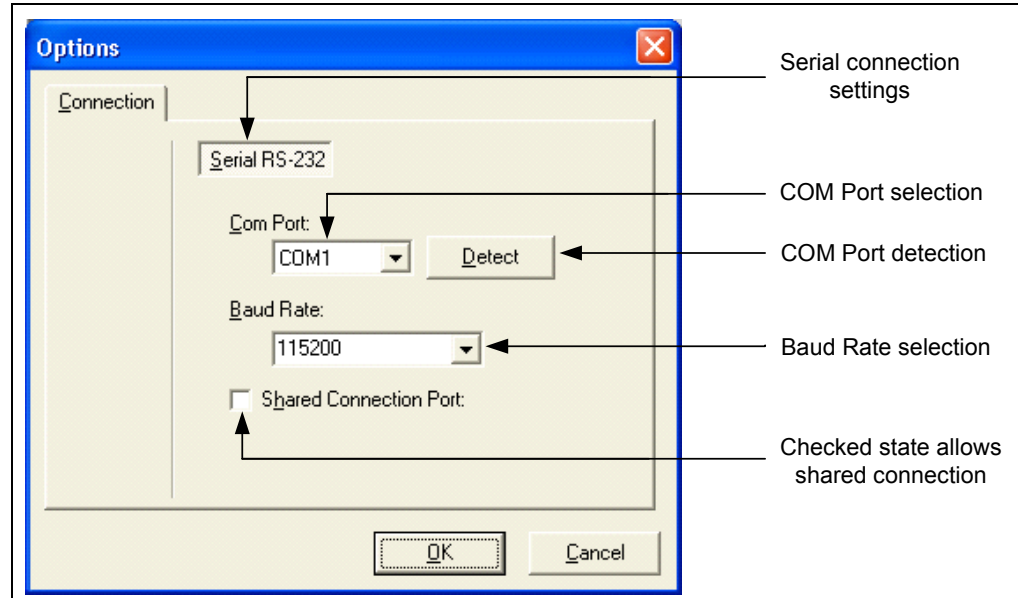 Options
Connection
Serial RS-232
Com Port:
COM1
Detect
Baud Rate:
115200
Shared Connection Port:
OK
Cancel
Serial connection
settings
COM Port selection
COM Port detection
Baud Rate selection
Checked state allows
shared connection